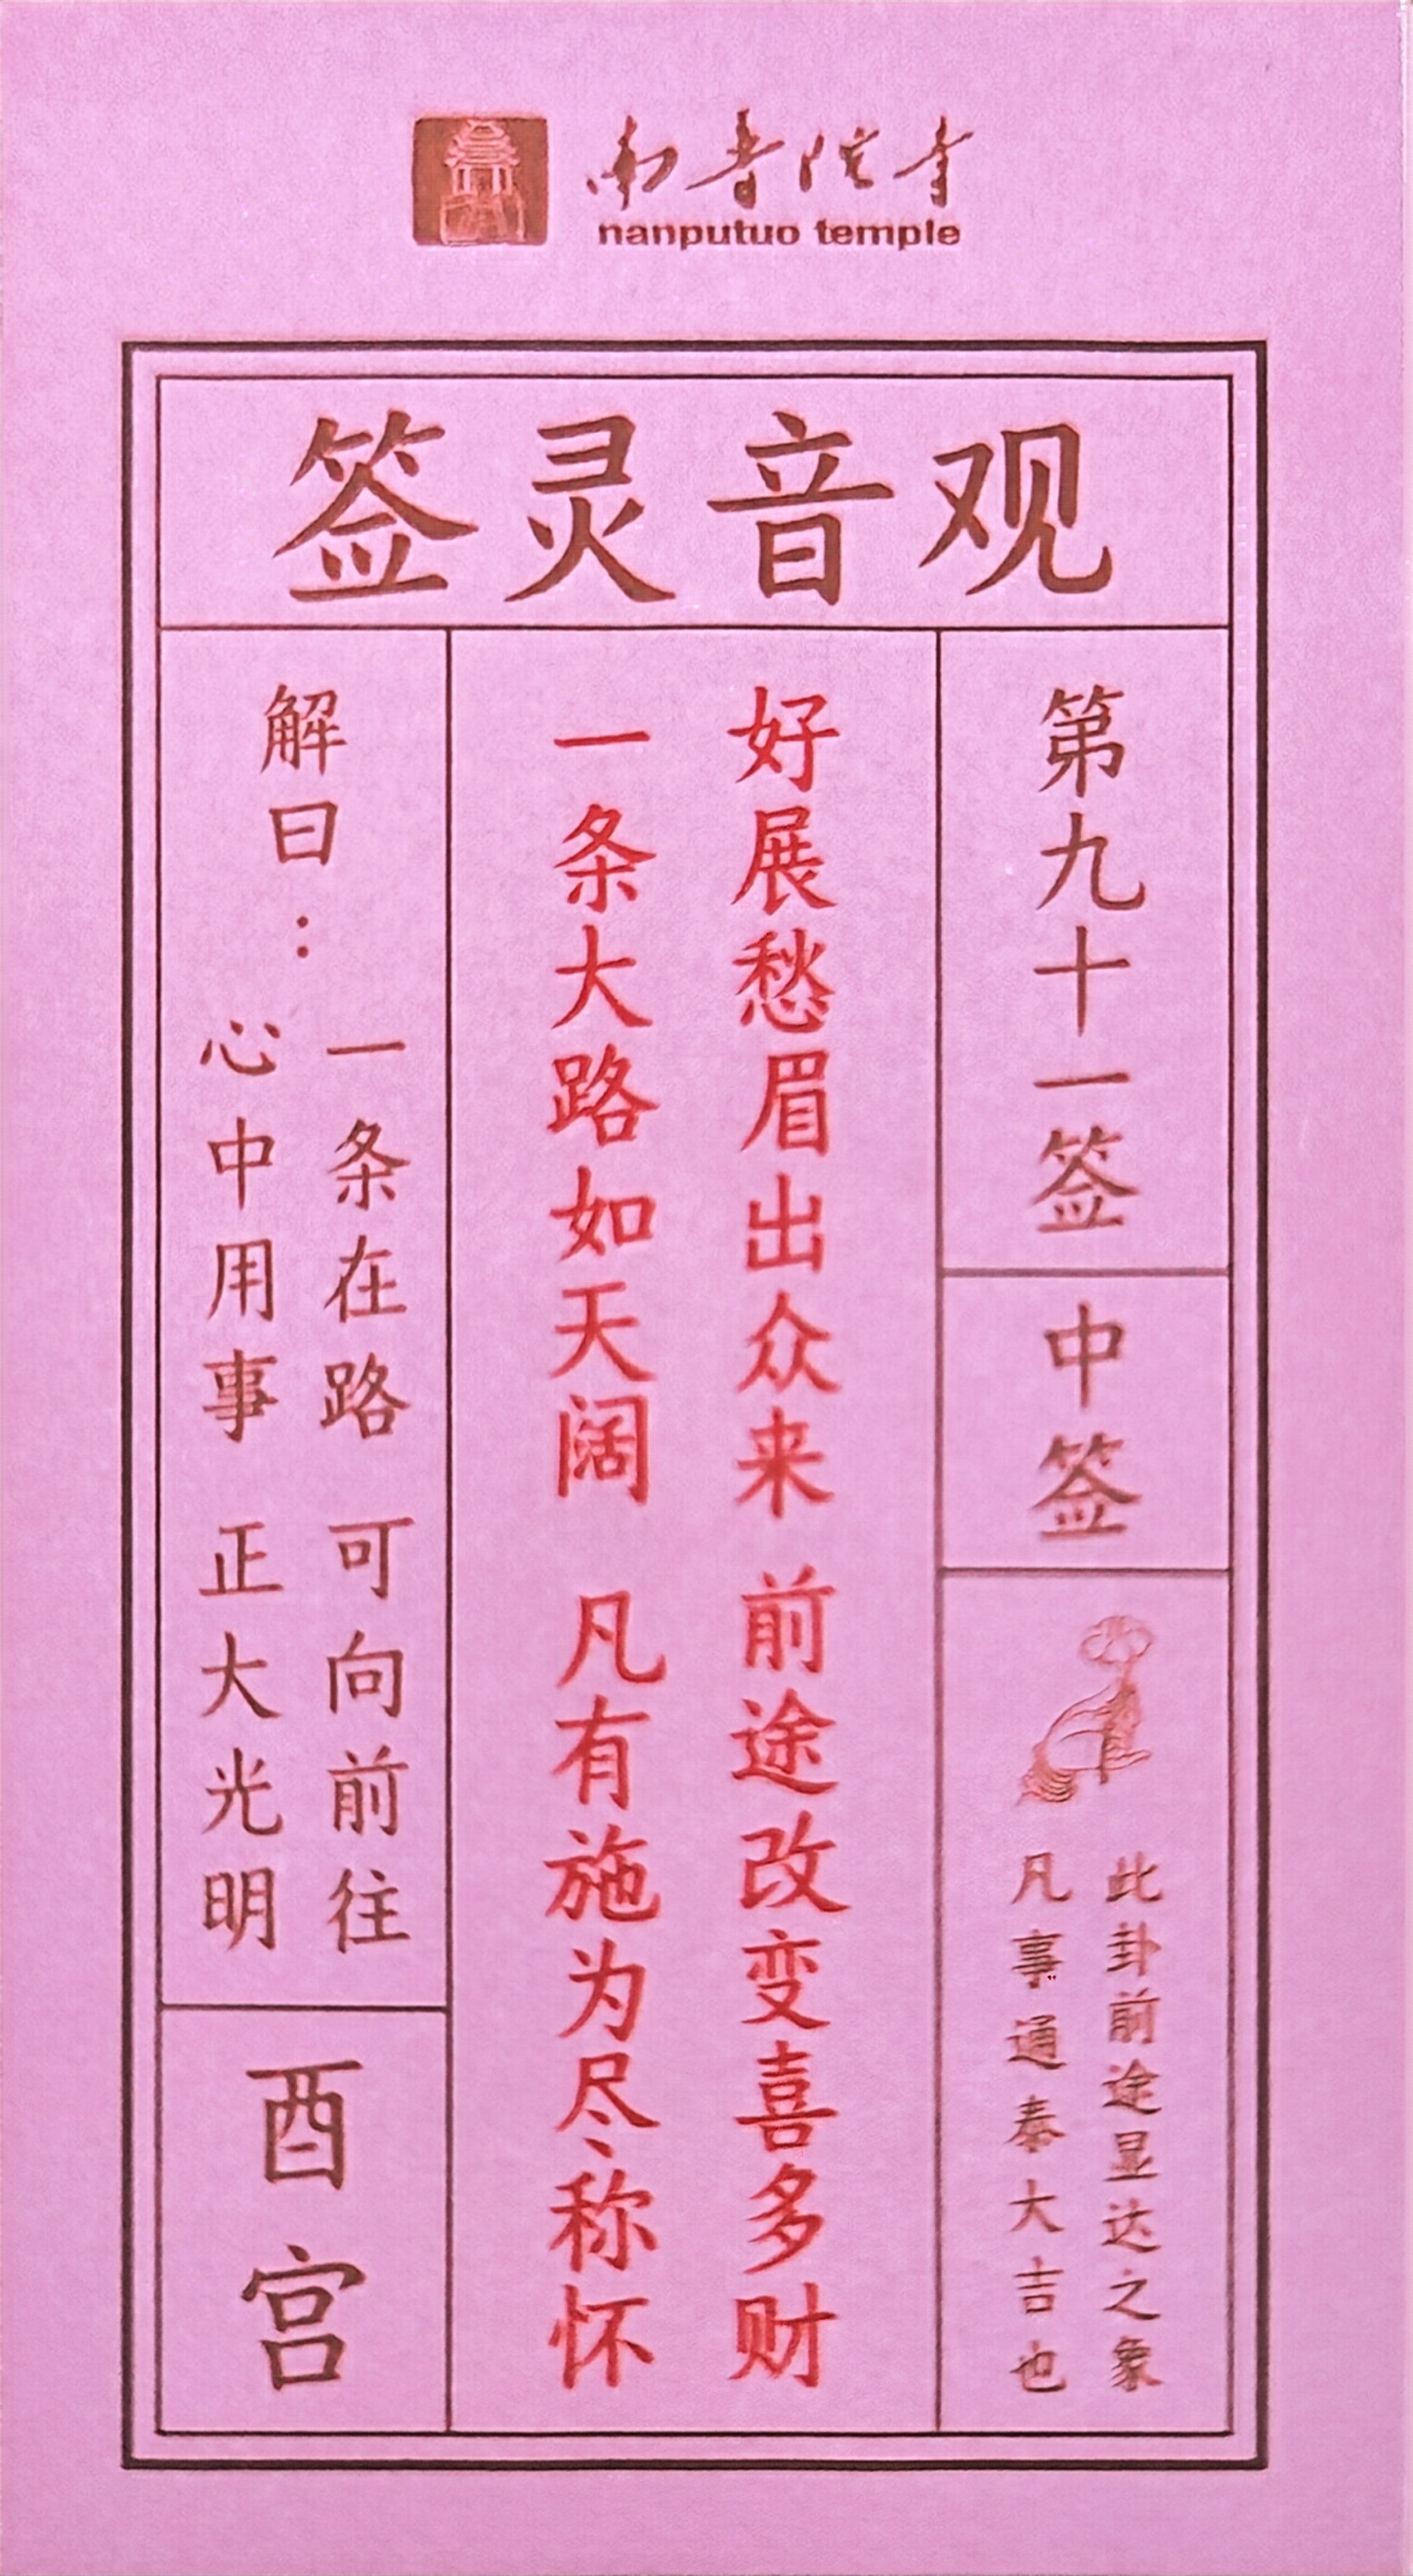 南普陀寺
nanputuo temple
观音灵签
第九十一签
中签
此卦前途显达之象
凡事通泰大吉也
好展愁眉出众来 前途改变喜多财
一条大路如天阔 凡有施为尽称怀
解曰：
一条在路 可向前往
心中用事 正大光明
酉宫